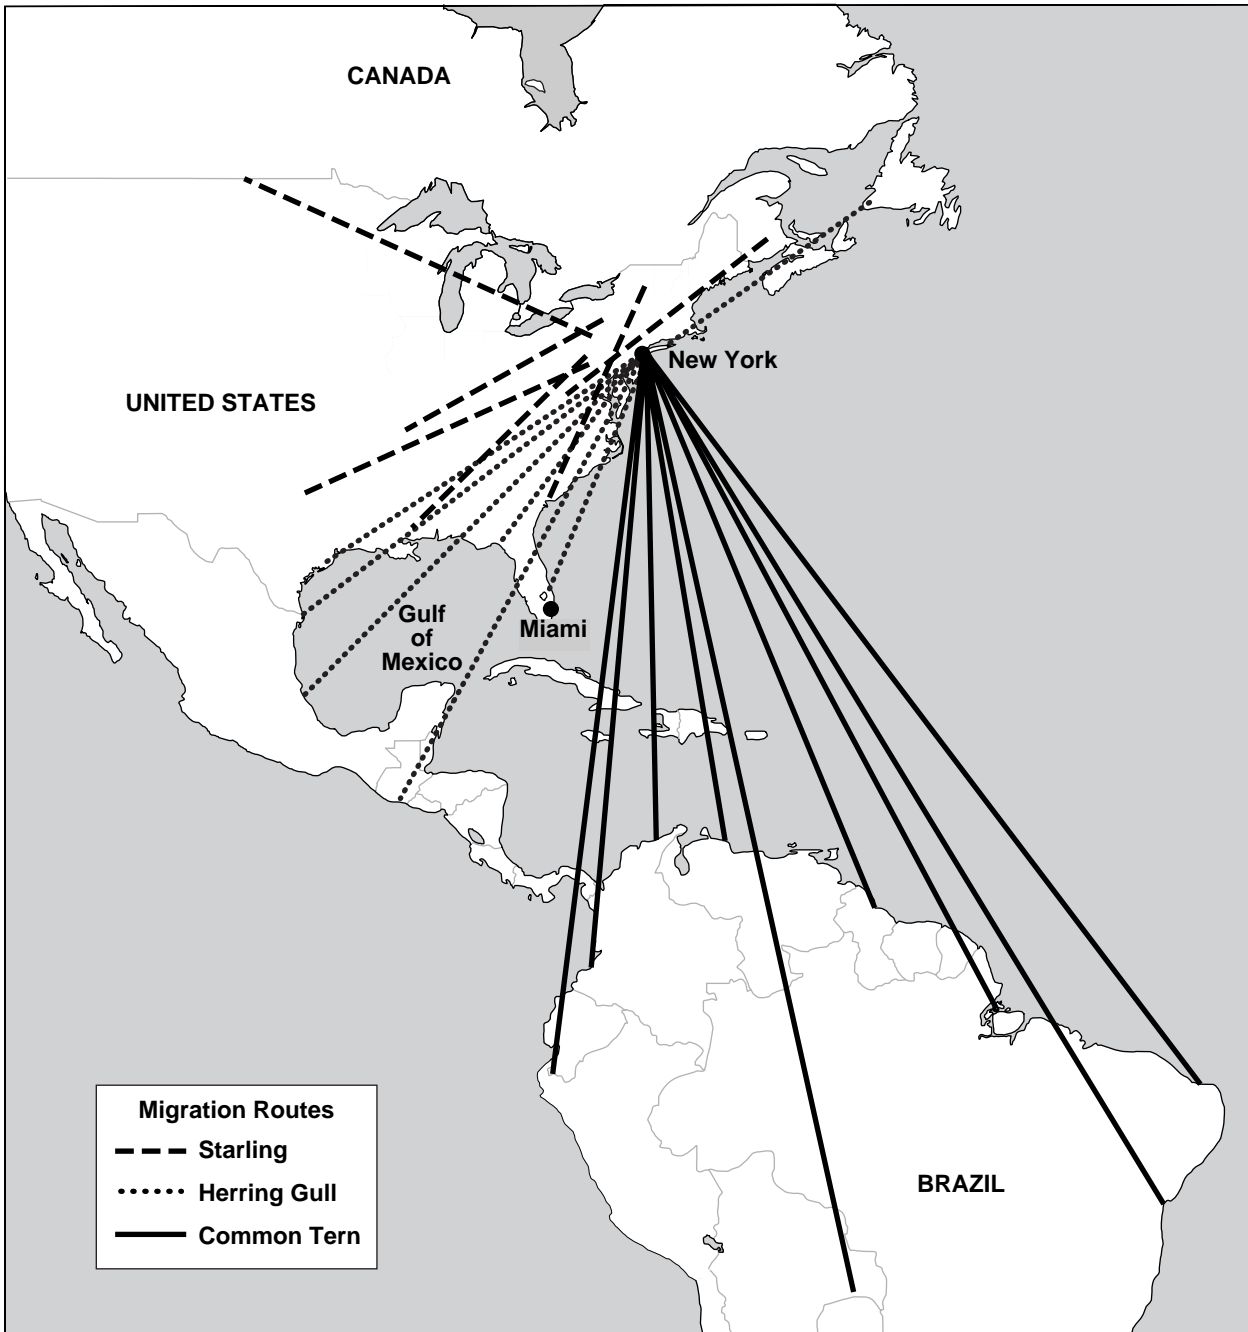 CANADA
New York
UNITED STATES
Gulf
of
Mexico
Miami
Migration Routes
Starling
Herring Gull
Common Tern
BRAZIL